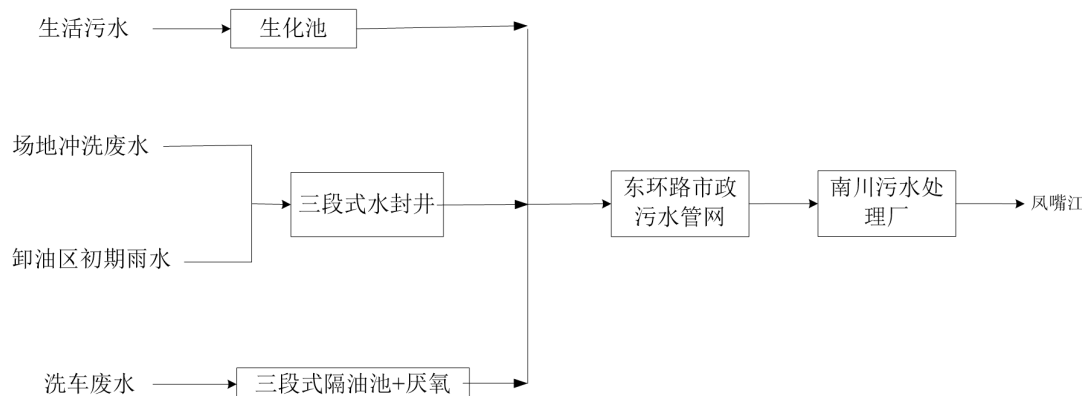 生活污水
生化池
场地冲洗废水
三段式水封井
卸油区初期雨水
洗车废水
三段式隔油池+厌氧
东环路市政
污水管网
南川污水处
理厂
凤嘴江